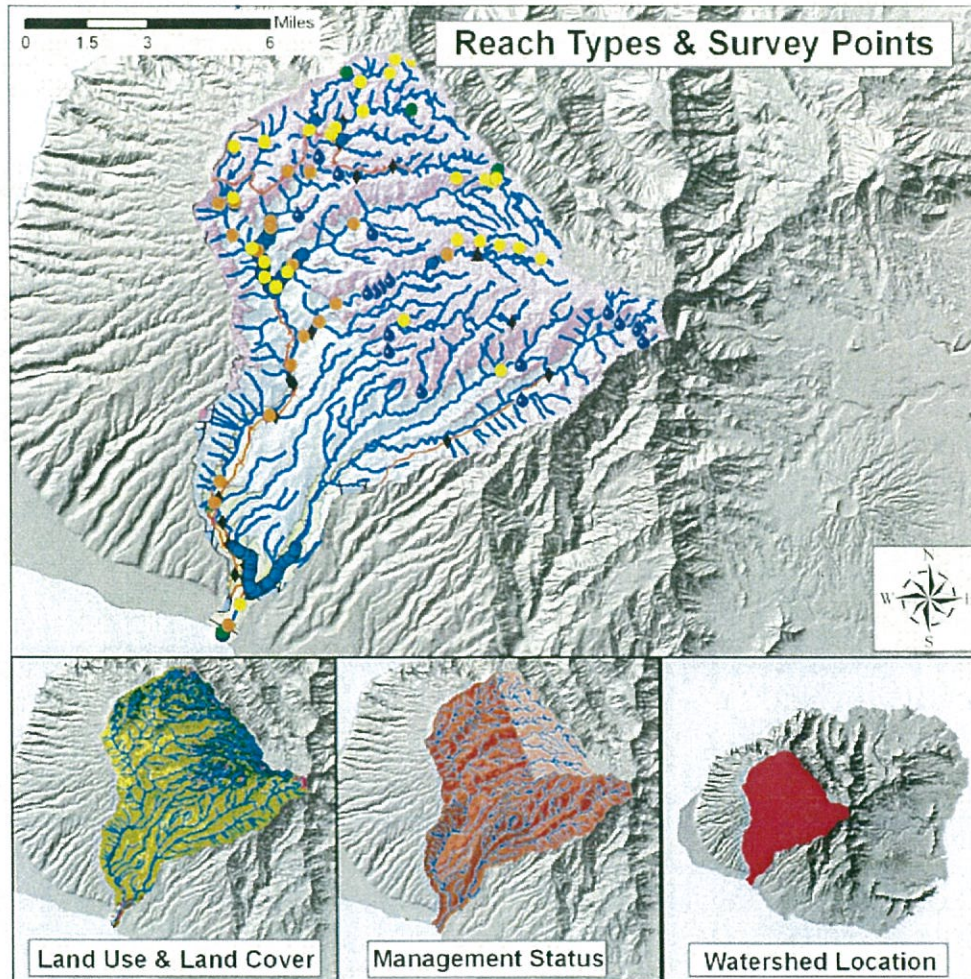 Miles
0 1.5 3 6
Reach Types & Survey Points
N
W E
S
Land Use & Land Cover
Management Status
Watershed Location